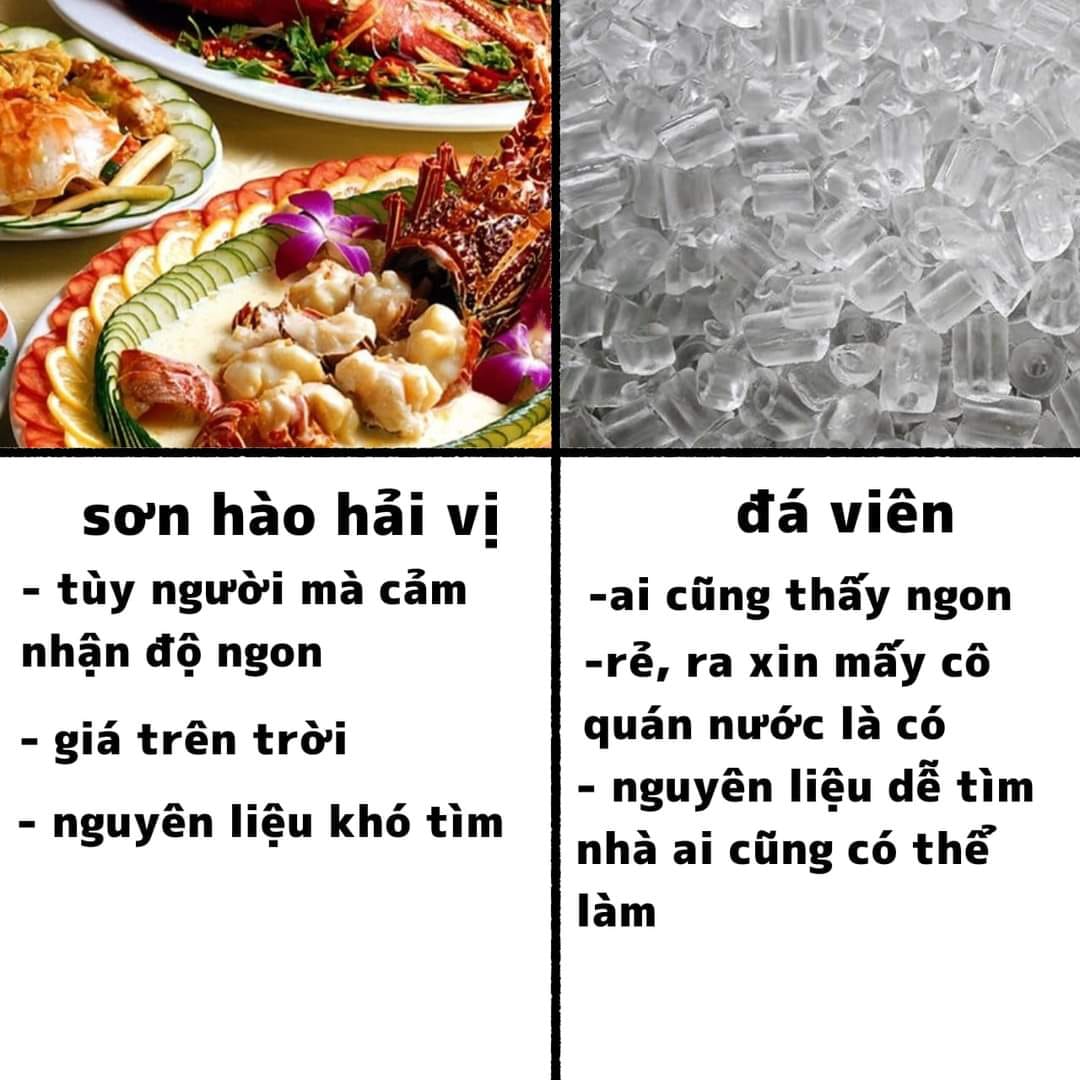 sơn hào hải vị
- tùy người mà cảm
nhận độ ngon
- giá trên trời
- nguyên liệu khó tìm
đá viên
-ai cũng thấy ngon
-rẻ, ra xin mấy cô
quán nước là có
- nguyên liệu dễ tìm
nhà ai cũng có thể
làm